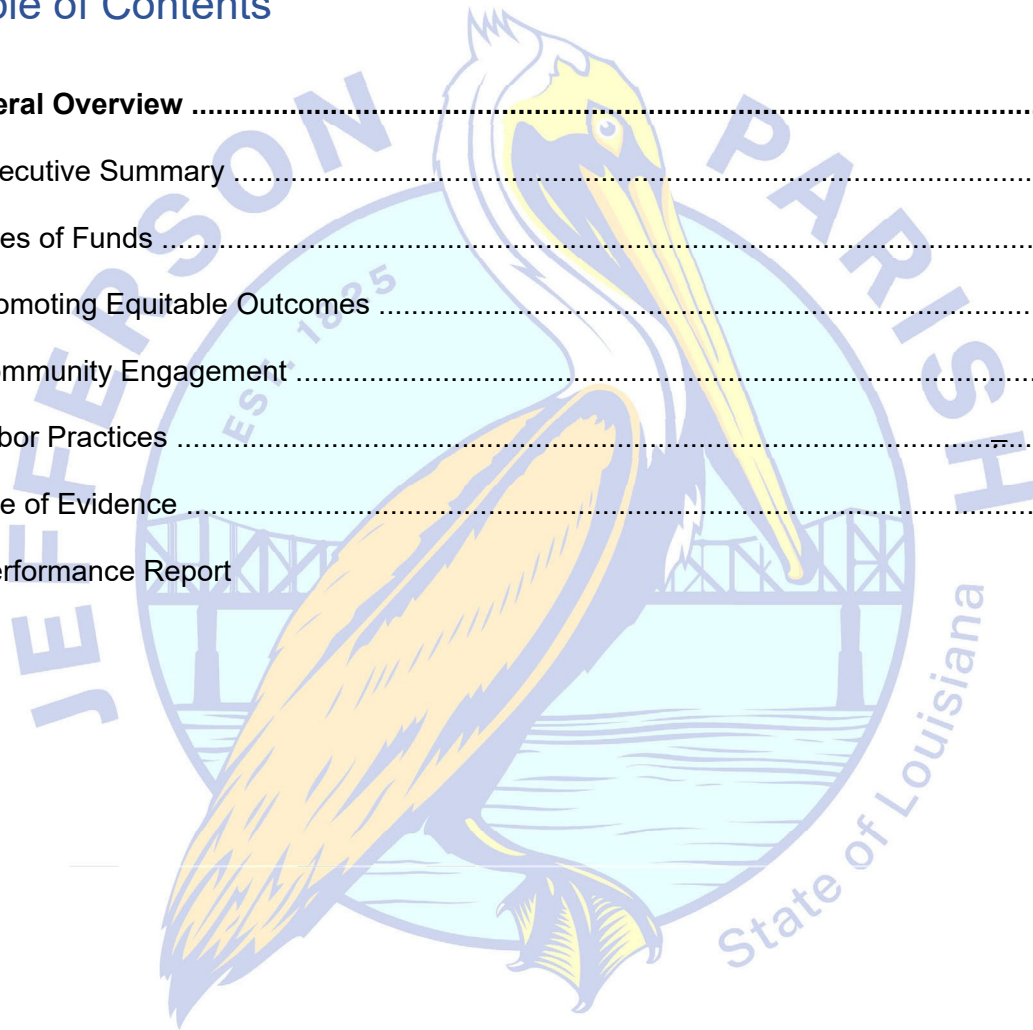 ble of Contents
eral Overview ....................................................................................................
ecutive Summary ....................................................................................................
es of Funds ....................................................................................................
omoting Equitable Outcomes ....................................................................................................
ommunity Engagement ....................................................................................................
bor Practices ....................................................................................................
e of Evidence ....................................................................................................
erformance Report
JEFFERSON PARISH
EST. 1825
State of Louisiana